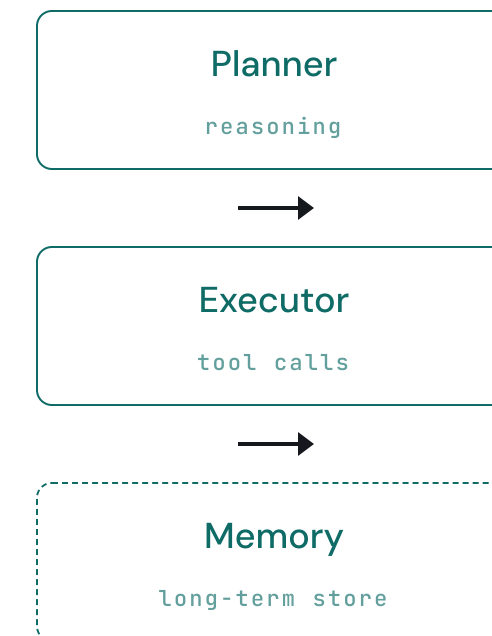 Planner
reasoning
Executor
tool calls
Memory
long-term store